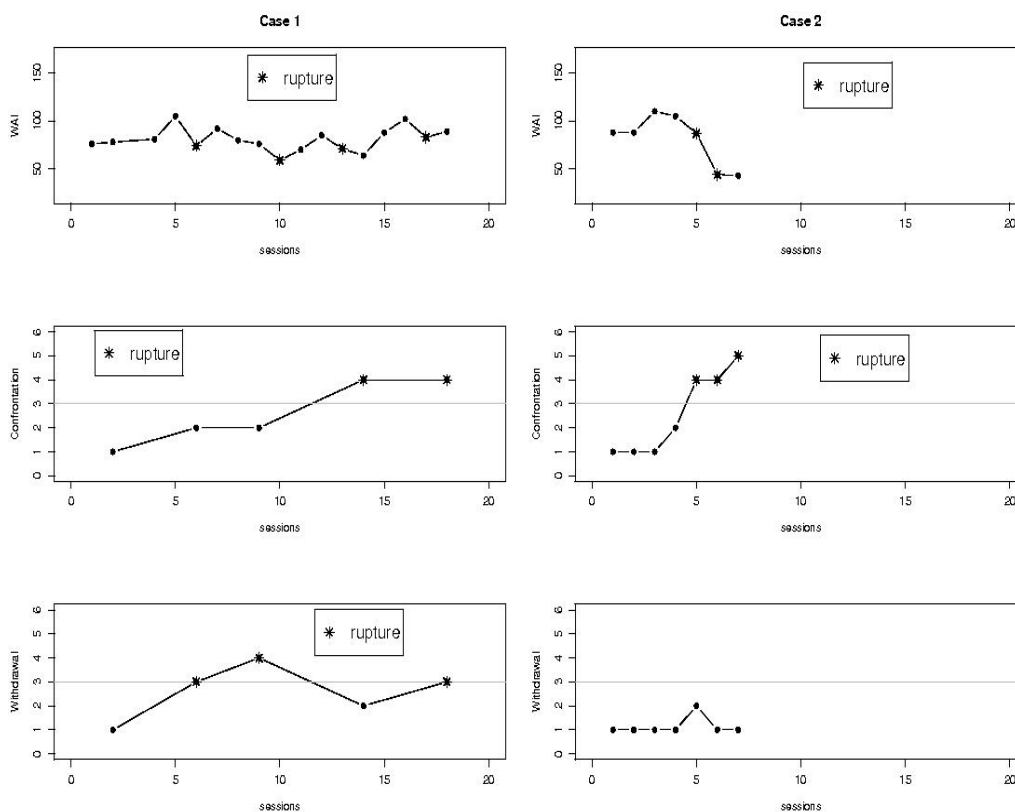 Case 1
WAI
50 100 150
rupture
0 5 10 15 20
sessions
Case 2
WAI
50 100 150
rupture
0 5 10 15 20
sessions
Confrontation
0 1 2 3 4 5 6
rupture
0 5 10 15 20
sessions
Confrontation
0 1 2 3 4 5 6
rupture
0 5 10 15 20
sessions
Withdrawal
0 1 2 3 4 5 6
rupture
0 5 10 15 20
sessions
Withdrawal
0 1 2 3 4 5 6
0 5 10 15 20
sessions